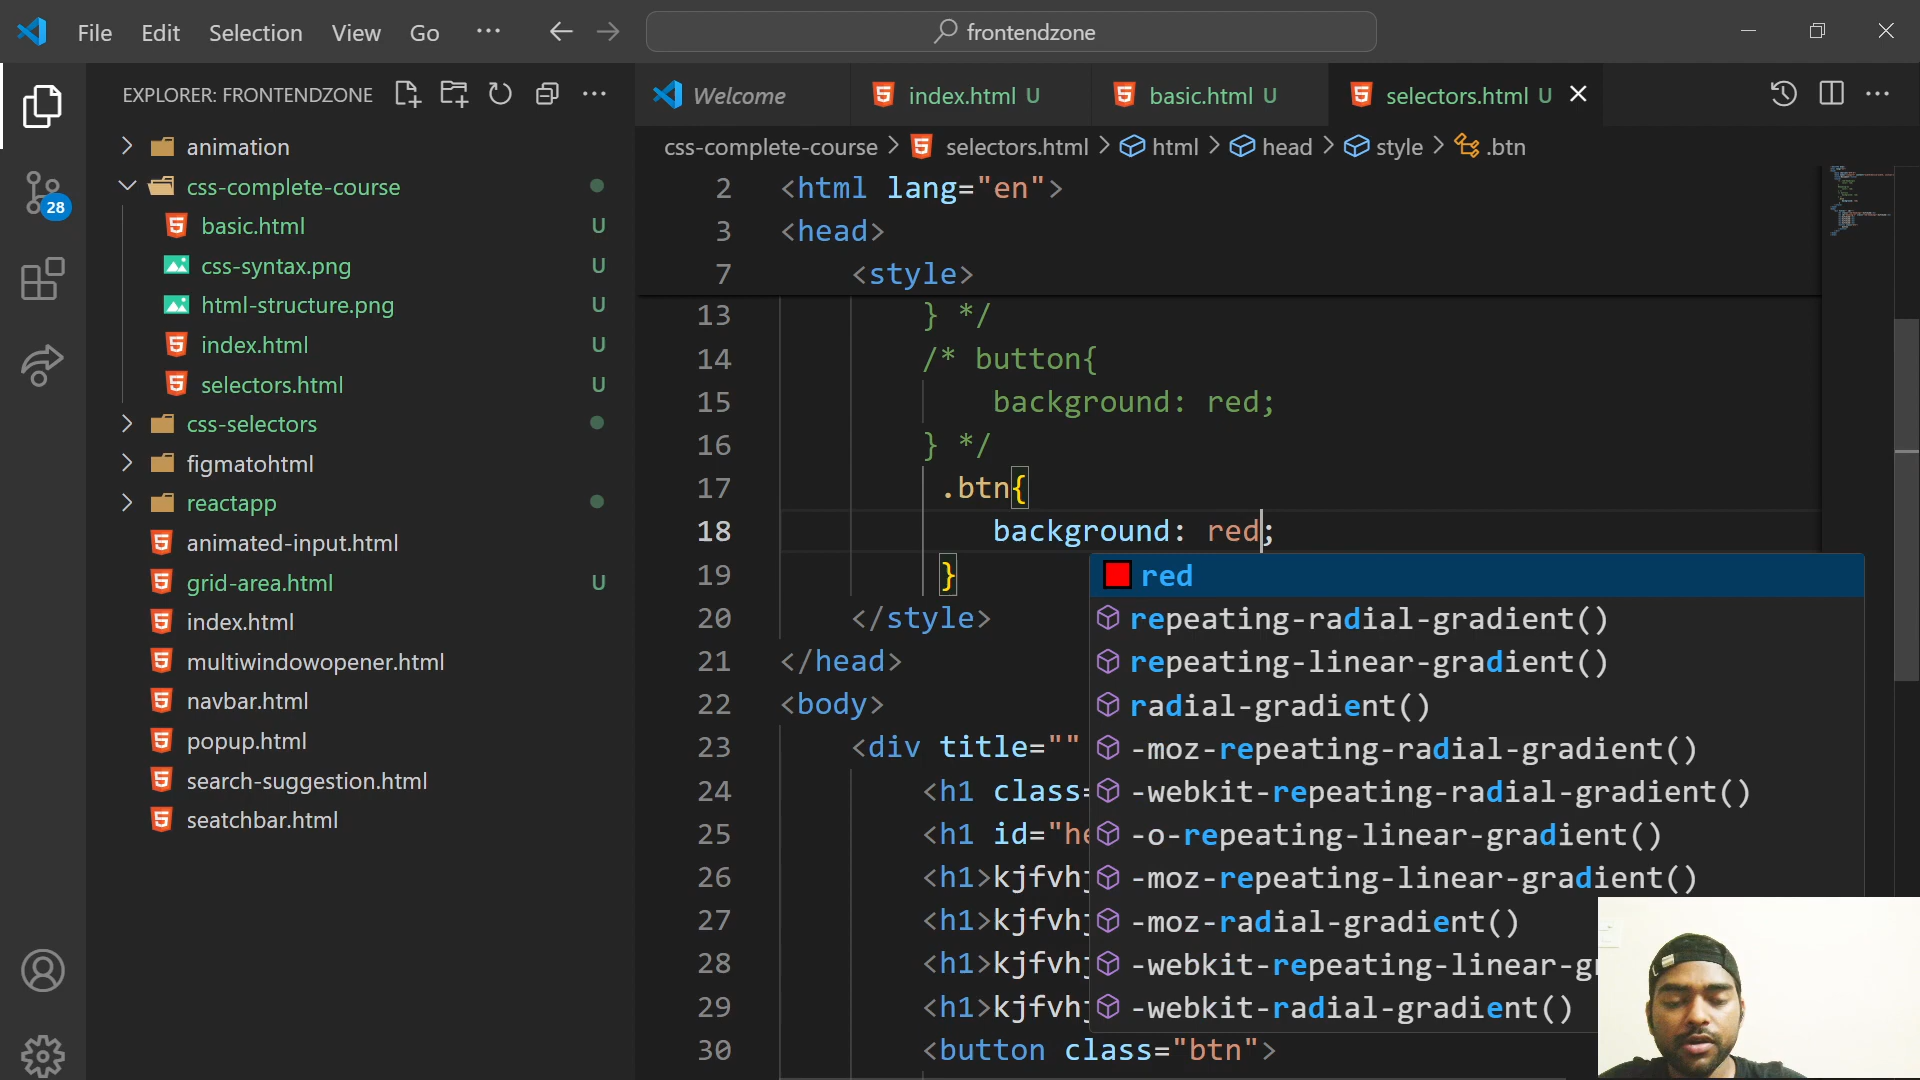 File Edit Selection View Go ··· frontendzone
EXPLORER: FRONTENDZONE
28
animation
css-complete-course
basic.html U
css-syntax.png U
html-structure.png U
index.html U
selectors.html U
css-selectors
figmatohtml
reactapp
animated-input.html
grid-area.html U
index.html
multiwindowopener.html
navbar.html
popup.html
search-suggestion.html
seatchbar.html
Welcome index.html U basic.html U selectors.html U
css-complete-course > selectors.html > html > head > style > .btn
2 <html lang="en">
3 <head>
7 <style>
13 } */
14 /* button{
15 background: red;
16 } */
17 .btn{
18 background: red;
19 }
20 </style>
21 </head>
22 <body>
23 <div title=""
24 <h1 class=
25 <h1 id="he
26 <h1>kjfvhj
27 <h1>kjfvhj
28 <h1>kjfvhj
29 <h1>kjfvhj
30 <button class="btn">
red
repeating-radial-gradient()
repeating-linear-gradient()
radial-gradient()
-moz-repeating-radial-gradient()
-webkit-repeating-radial-gradient()
-o-repeating-linear-gradient()
-moz-repeating-linear-gradient()
-moz-radial-gradient()
-webkit-repeating-linear-g
-webkit-radial-gradient()